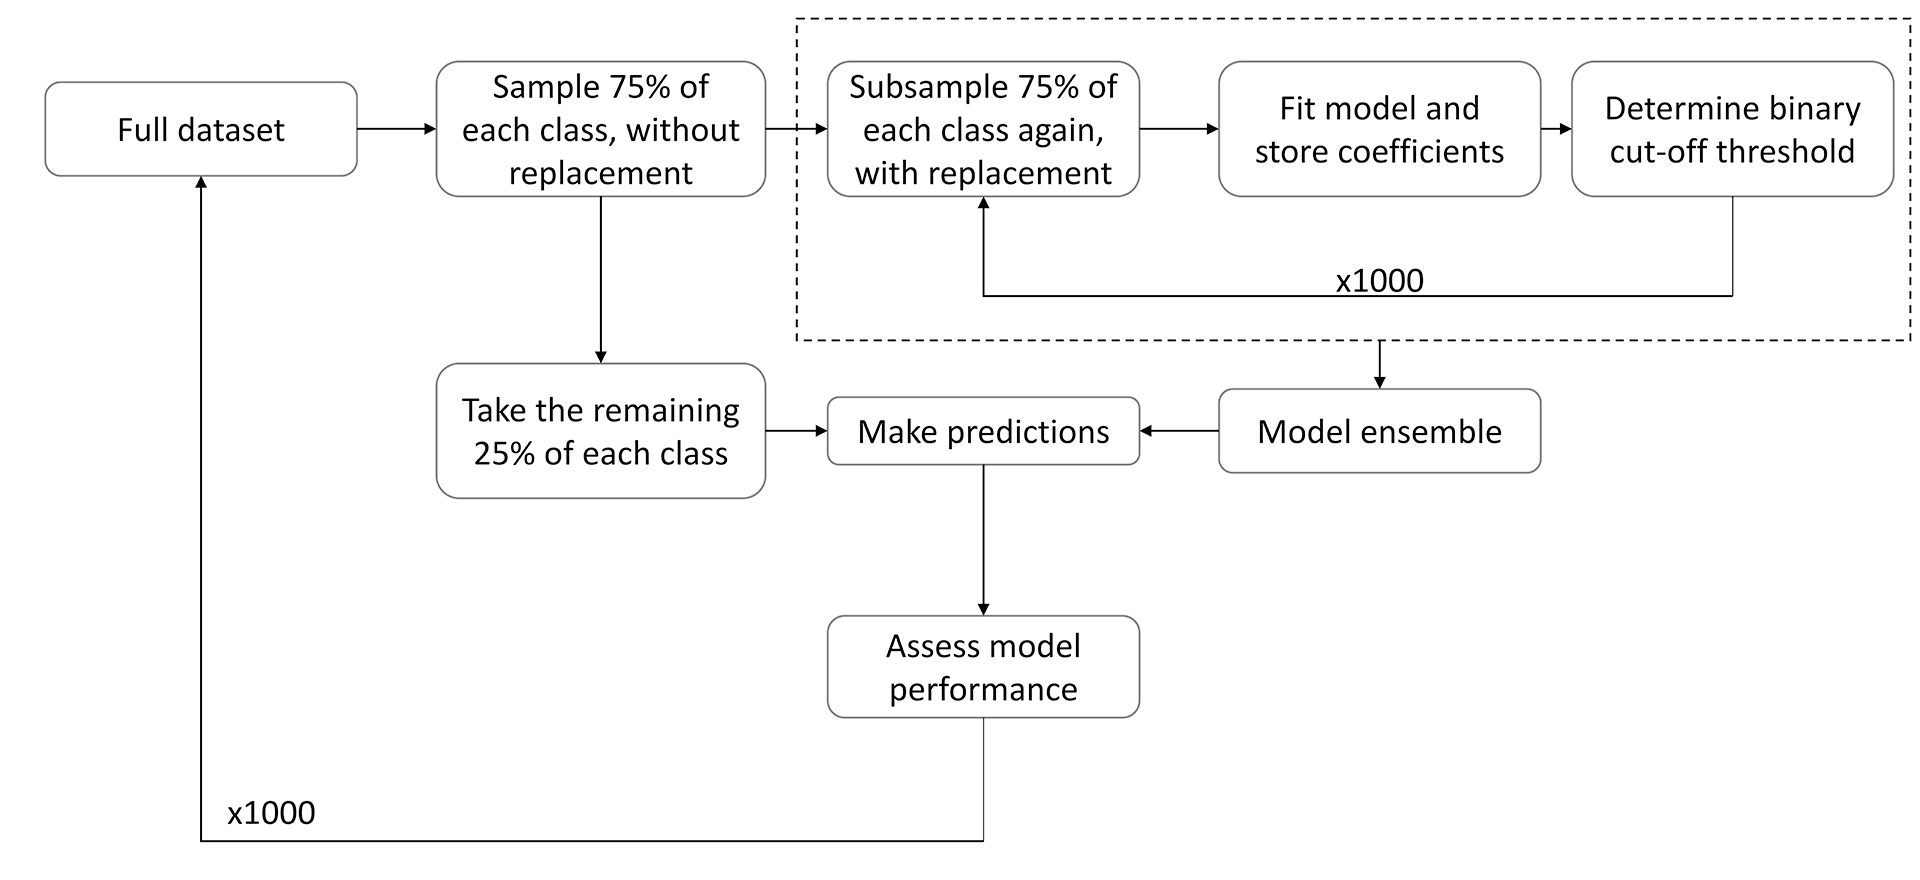 Full dataset
Sample 75% of
each class, without
replacement
Subsample 75% of
each class again,
with replacement
Fit model and
store coefficients
Determine binary
cut-off threshold
x1000
Take the remaining
25% of each class
Make predictions
Model ensemble
Assess model
performance
x1000